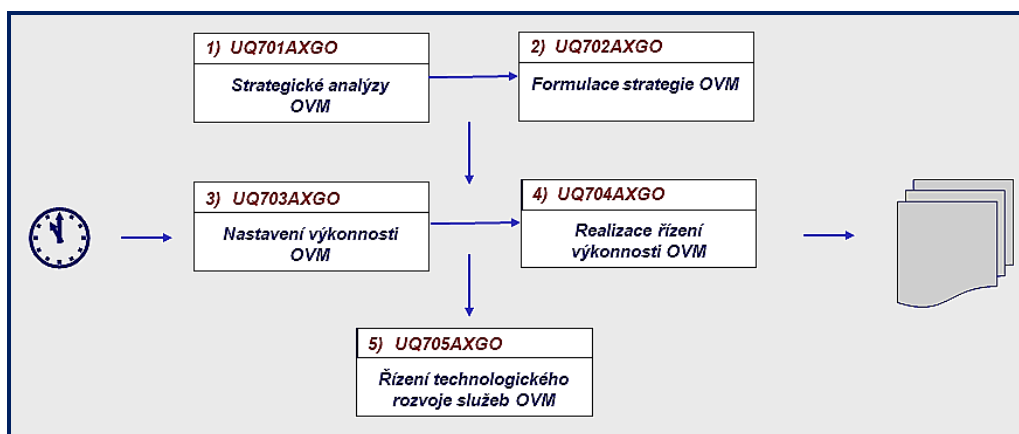 1) UQ701AXGO
Strategické analýzy
OVM
2) UQ702AXGO
Formulace strategie OVM
3) UQ703AXGO
Nastavení výkonnosti
OVM
4) UQ704AXGO
Realizace řízení
výkonnosti OVM
5) UQ705AXGO
Řízení technologického
rozvoje služeb OVM